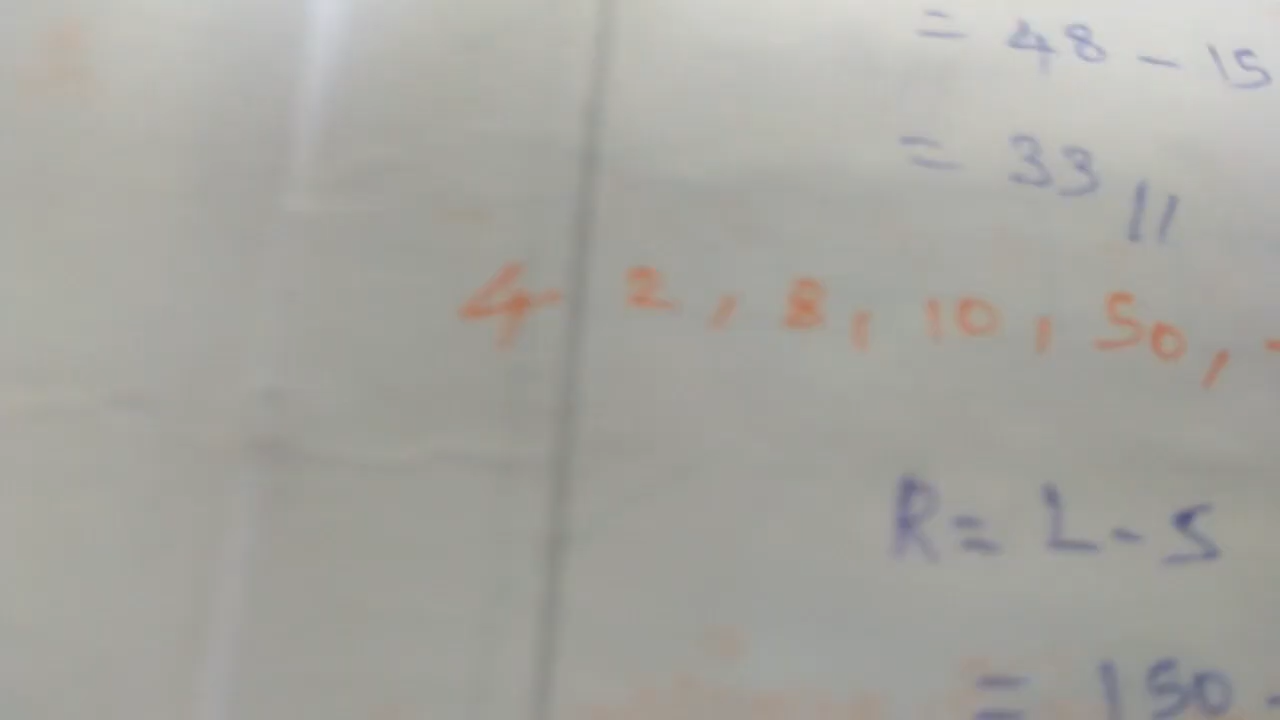 = 48 - 15
= 33 //
4 2, 8, 10, 50,
R = L - S
= 150 -